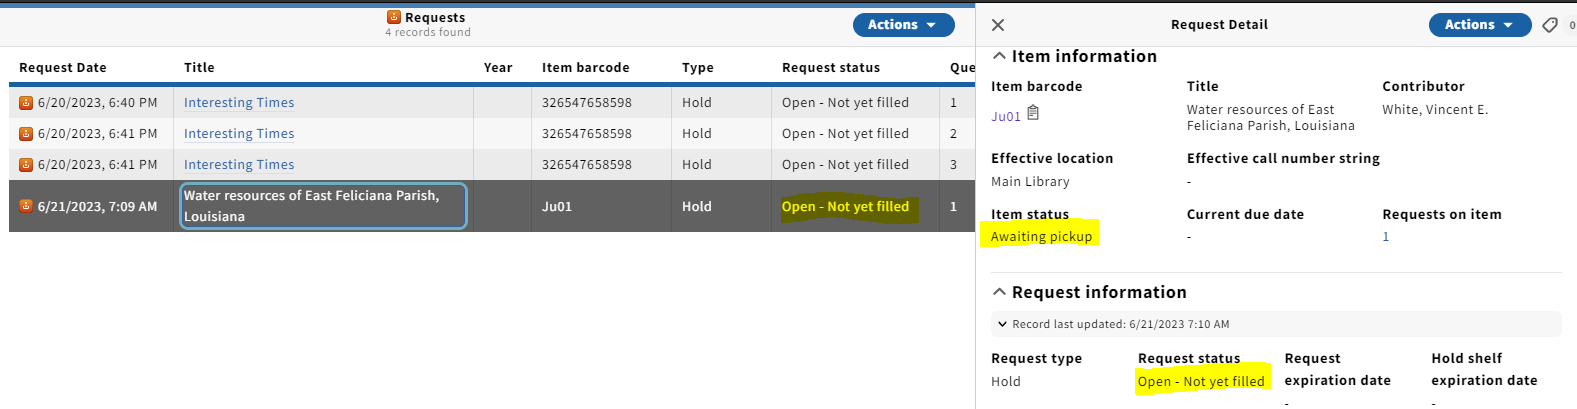 Requests
4 records found
Actions
Request Date Title Year Item barcode Type Request status Que
6/20/2023, 6:40 PM Interesting Times 326547658598 Hold Open - Not yet filled 1
6/20/2023, 6:41 PM Interesting Times 326547658598 Hold Open - Not yet filled 2
6/20/2023, 6:41 PM Interesting Times 326547658598 Hold Open - Not yet filled 3
6/21/2023, 7:09 AM Water resources of East Feliciana Parish, Louisiana Ju01 Hold Open - Not yet filled 1
Request Detail
Actions
0
Item information
Item barcode Title Contributor
Ju01 Water resources of East Feliciana Parish, Louisiana White, Vincent E.
Effective location Effective call number string
Main Library -
Item status Current due date Requests on item
Awaiting pickup - 1
Request information
Record last updated: 6/21/2023 7:10 AM
Request type Request status Request expiration date Hold shelf expiration date
Hold Open - Not yet filled - -